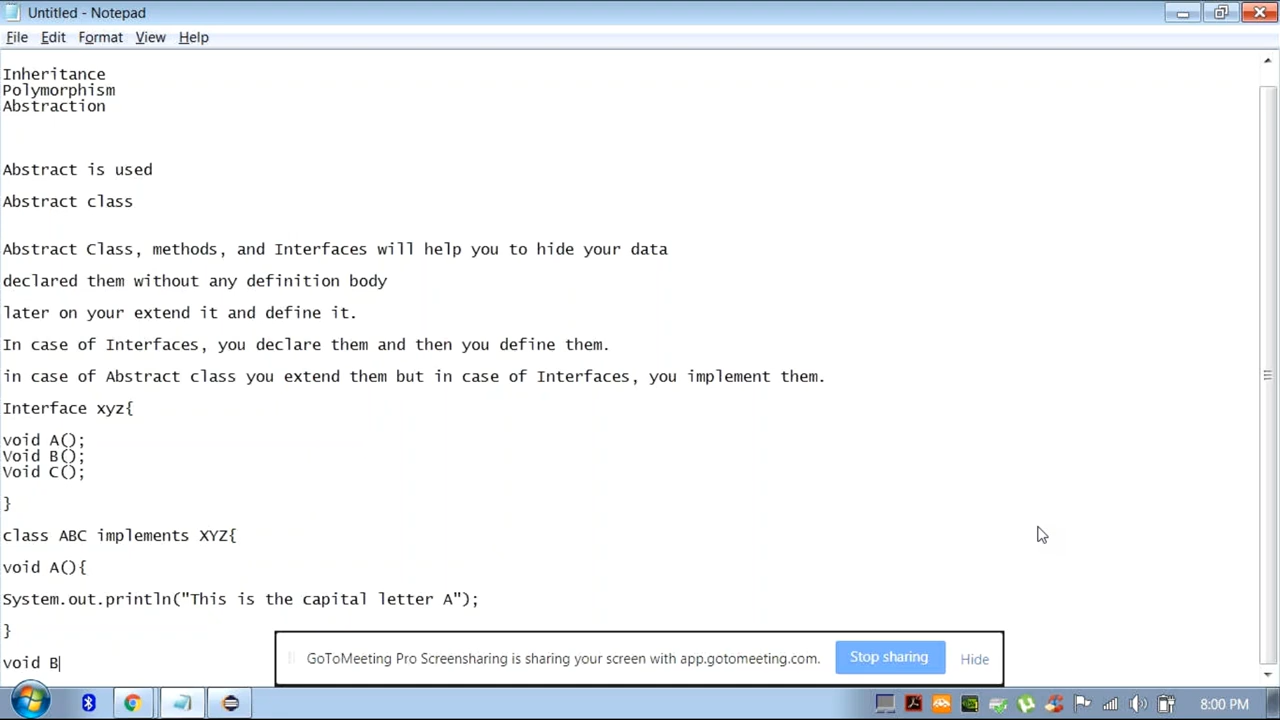 Untitled - Notepad
File Edit Format View Help
Inheritance
Polymorphism
Abstraction
Abstract is used
Abstract class
Abstract Class, methods, and Interfaces will help you to hide your data
declared them without any definition body
later on your extend it and define it.
In case of Interfaces, you declare them and then you define them.
in case of Abstract class you extend them but in case of Interfaces, you implement them.
Interface xyz{
void A();
Void B();
Void C();
}
class ABC implements XYZ{
void A(){
System.out.println("This is the capital letter A");
}
void B
GoToMeeting Pro Screensharing is sharing your screen with app.gotomeeting.com. Stop sharing Hide
8:00 PM